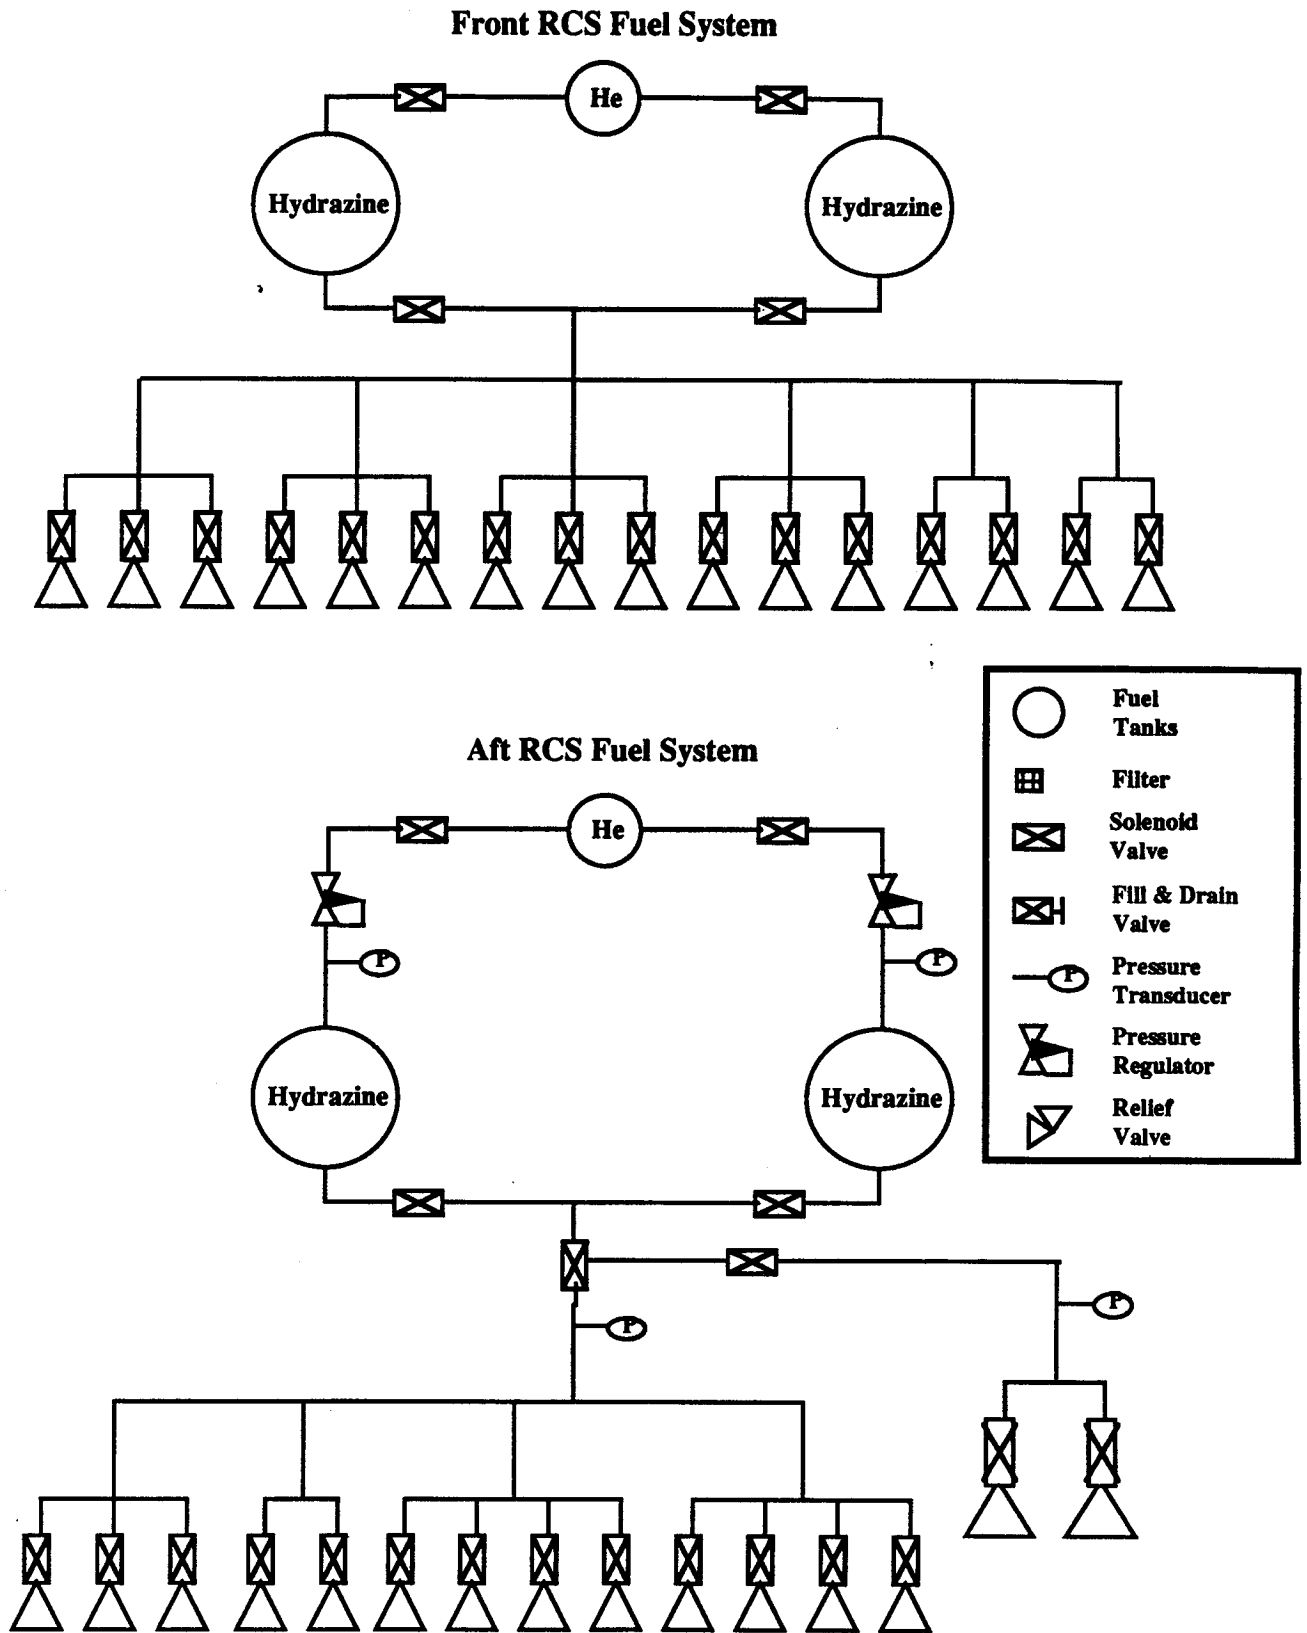 Front RCS Fuel System
He
Hydrazine
Hydrazine
Fuel
Tanks
Filter
Solenoid
Valve
Fill & Drain
Valve
P
Pressure
Transducer
Pressure
Regulator
Relief
Valve
Aft RCS Fuel System
He
P
P
Hydrazine
Hydrazine
P
P